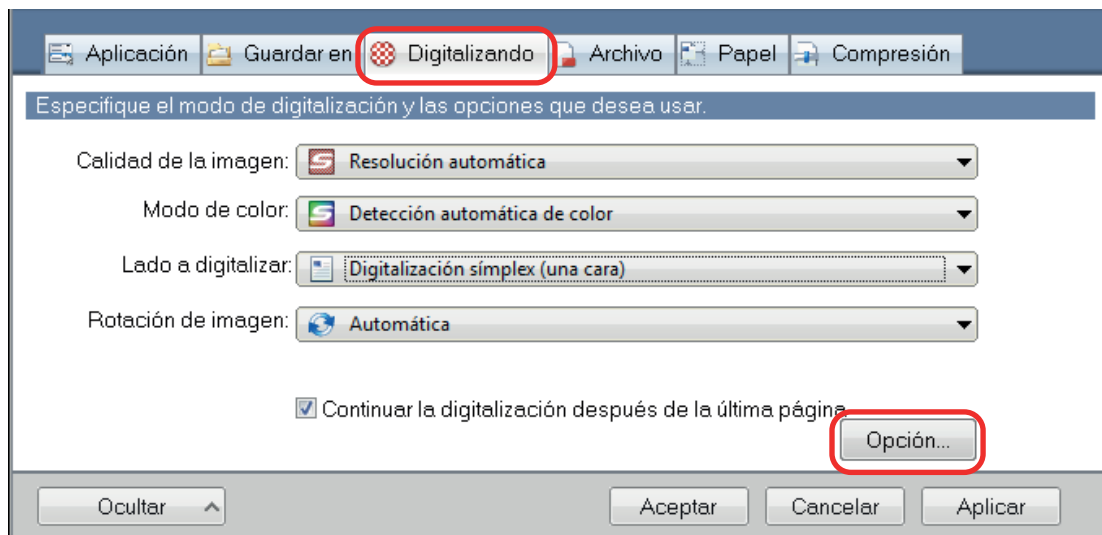 Aplicación Guardar en Digitalizando Archivo Papel Compresión
Especifique el modo de digitalización y las opciones que desea usar.
Calidad de la imagen: Resolución automática
Modo de color: Detección automática de color
Lado a digitalizar: Digitalización símplex (una cara)
Rotación de imagen: Automática
Continuar la digitalización después de la última página
Opción...
Ocultar Aceptar Cancelar Aplicar